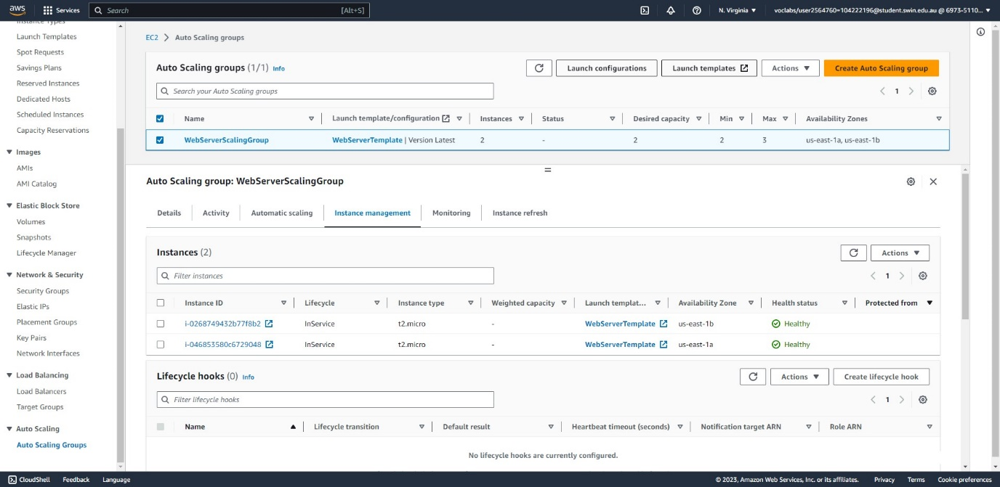 aws Services Search [Alt+S] N. Virginia voclabs/user2564760=104222196@student.swin.edu.au @ 6973-5110...
Instance Types
Launch Templates
Spot Requests
Savings Plans
Reserved Instances
Dedicated Hosts
Scheduled Instances
Capacity Reservations
Images
AMIs
AMI Catalog
Elastic Block Store
Volumes
Snapshots
Lifecycle Manager
Network & Security
Security Groups
Elastic IPs
Placement Groups
Key Pairs
Network Interfaces
Load Balancing
Load Balancers
Target Groups
Auto Scaling
Auto Scaling Groups
EC2 > Auto Scaling groups
Auto Scaling groups (1/1) Info Launch configurations Launch templates Actions Create Auto Scaling group
Search your Auto Scaling groups 1
Name Launch template/configuration Instances Status Desired capacity Min Max Availability Zones
WebServerScalingGroup WebServerTemplate | Version Latest 2 - 2 2 3 us-east-1a, us-east-1b
Auto Scaling group: WebServerScalingGroup
Details Activity Automatic scaling Instance management Monitoring Instance refresh
Instances (2) Actions
Filter instances 1
Instance ID Lifecycle Instance type Weighted capacity Launch templat... Availability Zone Health status Protected from
i-0268749432b77f8b2 InService t2.micro - WebServerTemplate us-east-1b Healthy
i-046853580c6729048 InService t2.micro - WebServerTemplate us-east-1a Healthy
Lifecycle hooks (0) Info Actions Create lifecycle hook
Filter lifecycle hooks 1
Name Lifecycle transition Default result Heartbeat timeout (seconds) Notification target ARN Role ARN
No lifecycle hooks are currently configured.
CloudShell Feedback Language © 2023, Amazon Web Services, Inc. or its affiliates. Privacy Terms Cookie preferences